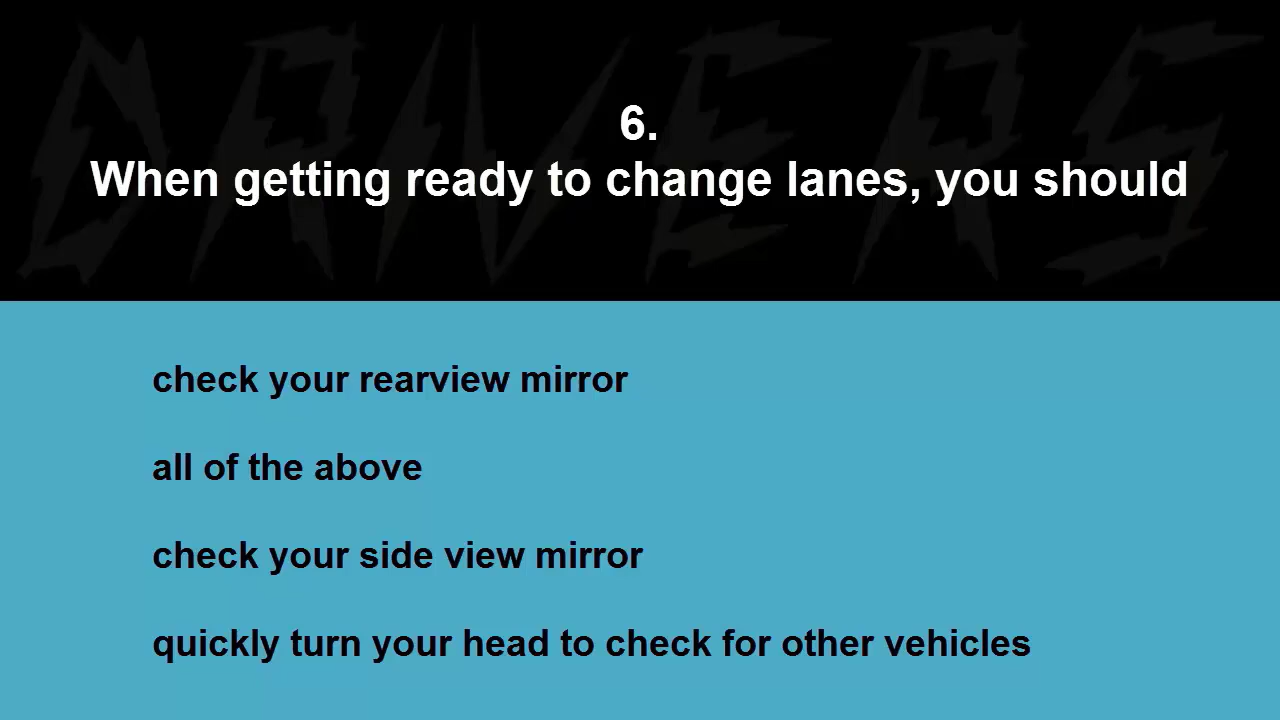 DRIVERS
6.
When getting ready to change lanes, you should
check your rearview mirror
all of the above
check your side view mirror
quickly turn your head to check for other vehicles